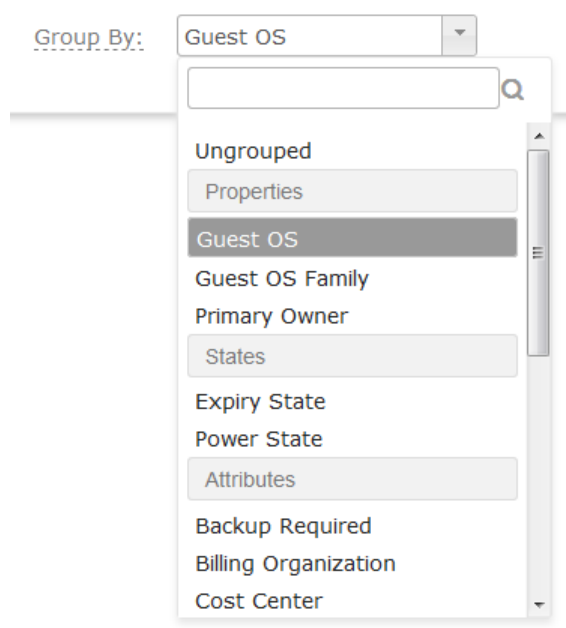 Group By: Guest OS
Ungrouped
Properties
Guest OS
Guest OS Family
Primary Owner
States
Expiry State
Power State
Attributes
Backup Required
Billing Organization
Cost Center